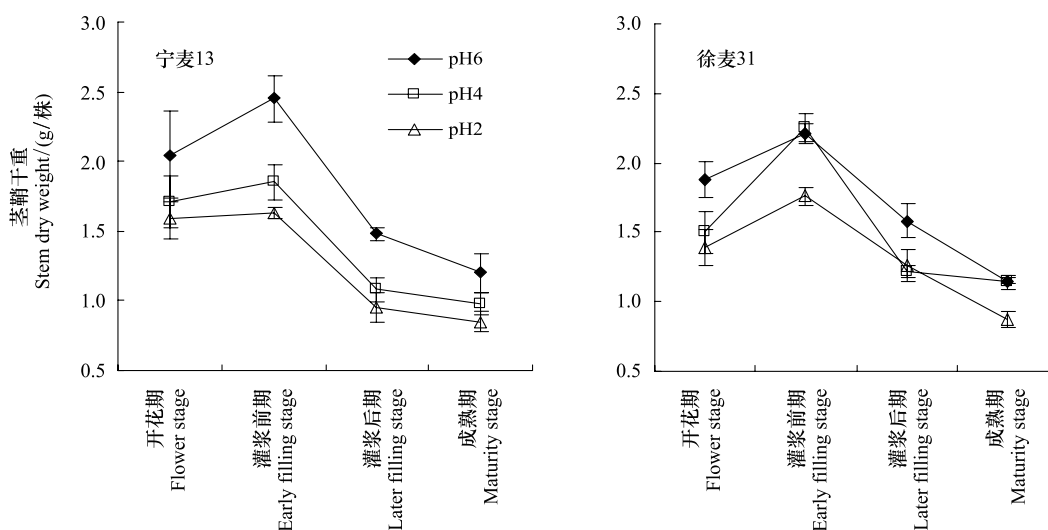 茎鞘干重
Stem dry weight/(g/株)
3.0
2.5
2.0
1.5
1.0
0.5
宁麦13
pH6
pH4
pH2
开花期
Flower stage
灌浆前期
Early filling stage
灌浆后期
Later filling stage
成熟期
Maturity stage
3.0
2.5
2.0
1.5
1.0
0.5
徐麦31
开花期
Flower stage
灌浆前期
Early filling stage
灌浆后期
Later filling stage
成熟期
Maturity stage